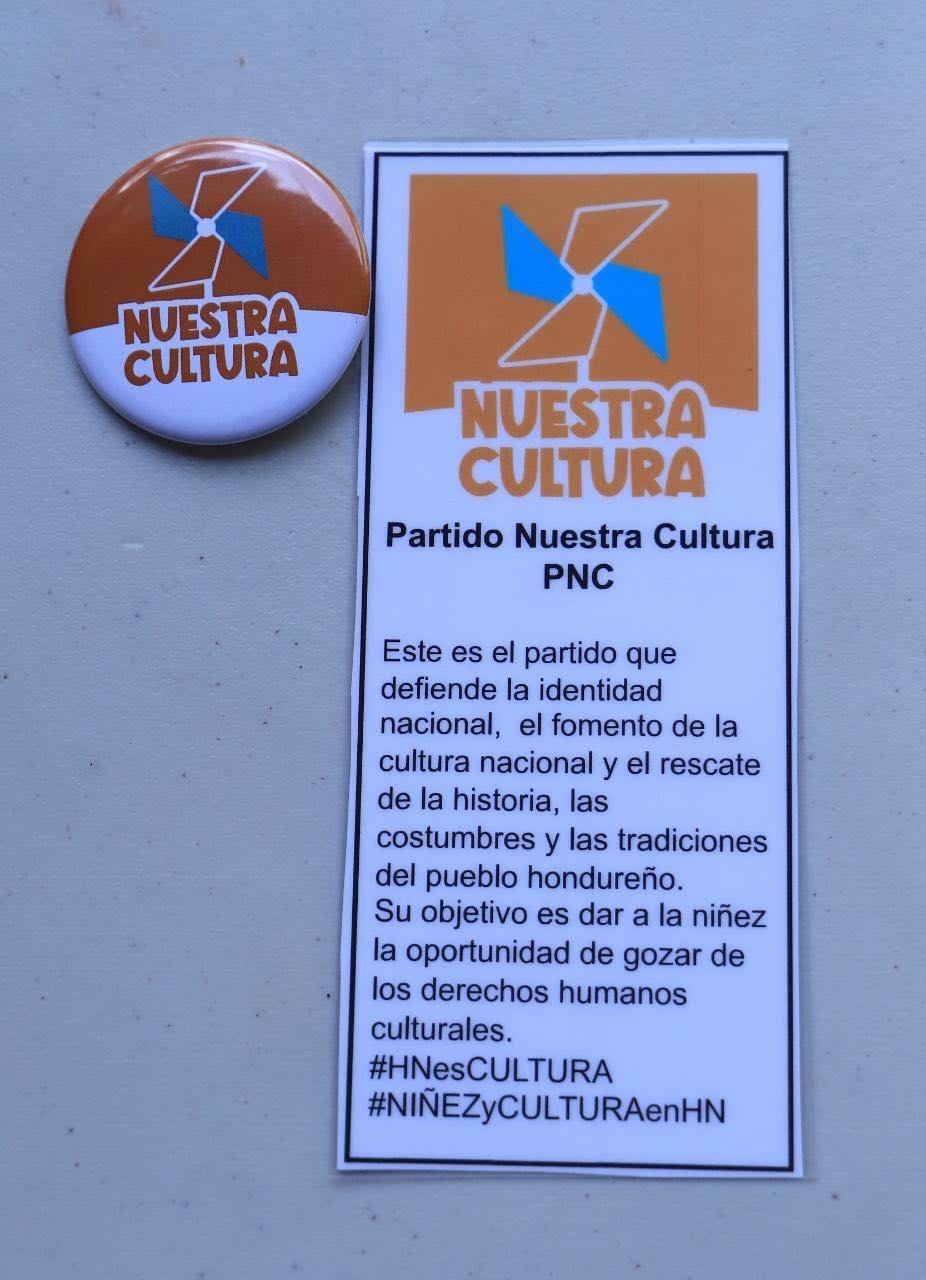 NUESTRA
CULTURA
NUESTRA
CULTURA
Partido Nuestra Cultura
PNC
Este es el partido que
defiende la identidad
nacional, el fomento de la
cultura nacional y el rescate
de la historia, las
costumbres y las tradiciones
del pueblo hondureño.
Su objetivo es dar a la niñez
la oportunidad de gozar de
los derechos humanos
culturales.
#HNesCULTURA
#NIÑEZyCULTURAenHN